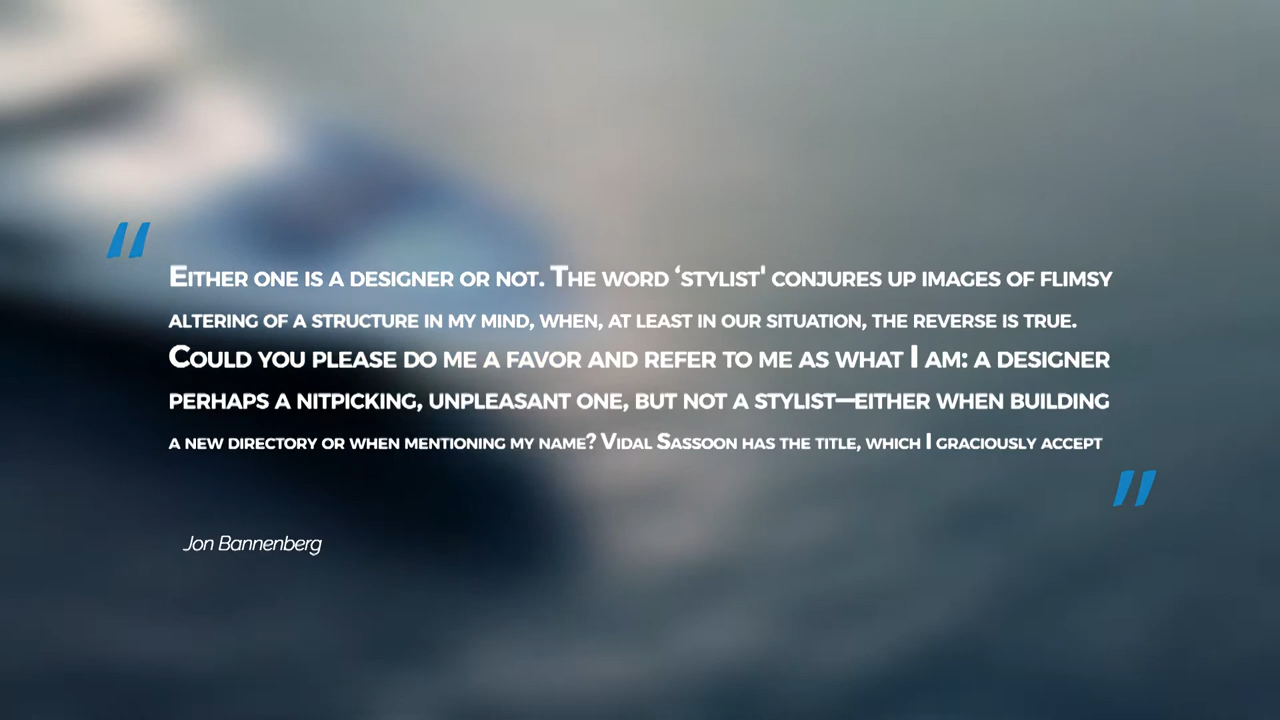 "
Either one is a designer or not. The word ‘stylist' conjures up images of flimsy
altering of a structure in my mind, when, at least in our situation, the reverse is true.
Could you please do me a favor and refer to me as what I am: a designer
perhaps a nitpicking, unpleasant one, but not a stylist—either when building
a new directory or when mentioning my name? Vidal Sassoon has the title, which I graciously accept
"
Jon Bannenberg